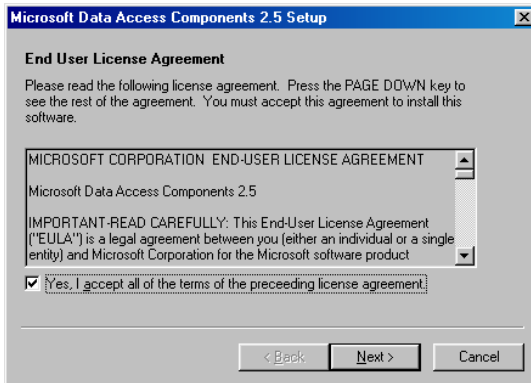 Microsoft Data Access Components 2.5 Setup
End User License Agreement
Please read the following license agreement. Press the PAGE DOWN key to
see the rest of the agreement. You must accept this agreement to install this
software.
MICROSOFT CORPORATION END-USER LICENSE AGREEMENT
Microsoft Data Access Components 2.5
IMPORTANT-READ CAREFULLY: This End-User License Agreement
("EULA") is a legal agreement between you (either an individual or a single
entity) and Microsoft Corporation for the Microsoft software product
Yes, I accept all of the terms of the preceeding license agreement.
< Back Next > Cancel